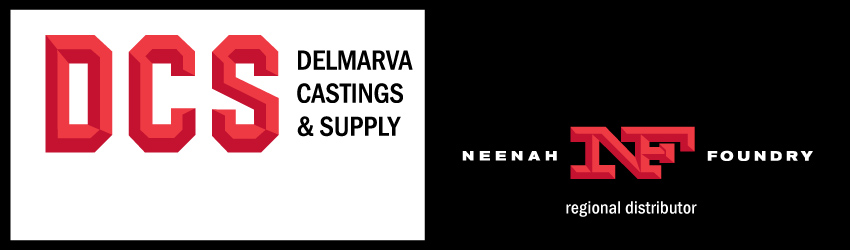 DCS
DELMARVA
CASTINGS
& SUPPLY
NEENAH NF FOUNDRY
regional distributor